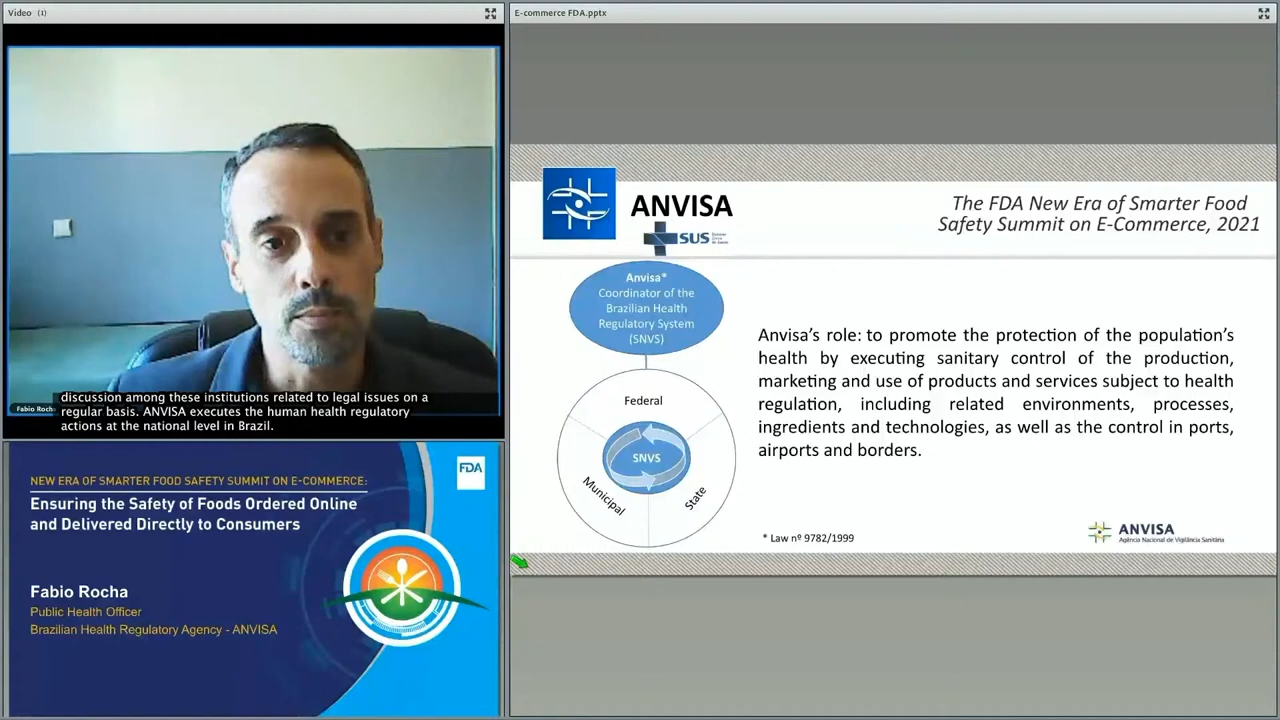 Video (1)
Fabio Roch
discussion among these institutions related to legal issues on a
regular basis. ANVISA executes the human health regulatory
actions at the national level in Brazil.
NEW ERA OF SMARTER FOOD SAFETY SUMMIT ON E-COMMERCE:
FDA
Ensuring the Safety of Foods Ordered Online
and Delivered Directly to Consumers
Fabio Rocha
Public Health Officer
Brazilian Health Regulatory Agency - ANVISA
E-commerce FDA.pptx
ANVISA
SUS
The FDA New Era of Smarter Food
Safety Summit on E-Commerce, 2021
Anvisa*
Coordinator of the
Brazilian Health
Regulatory System
(SNVS)
Federal
SNVS
Municipal
State
Anvisa’s role: to promote the protection of the population’s
health by executing sanitary control of the production,
marketing and use of products and services subject to health
regulation, including related environments, processes,
ingredients and technologies, as well as the control in ports,
airports and borders.
* Law nº 9782/1999
ANVISA
Agência Nacional de Vigilância Sanitária